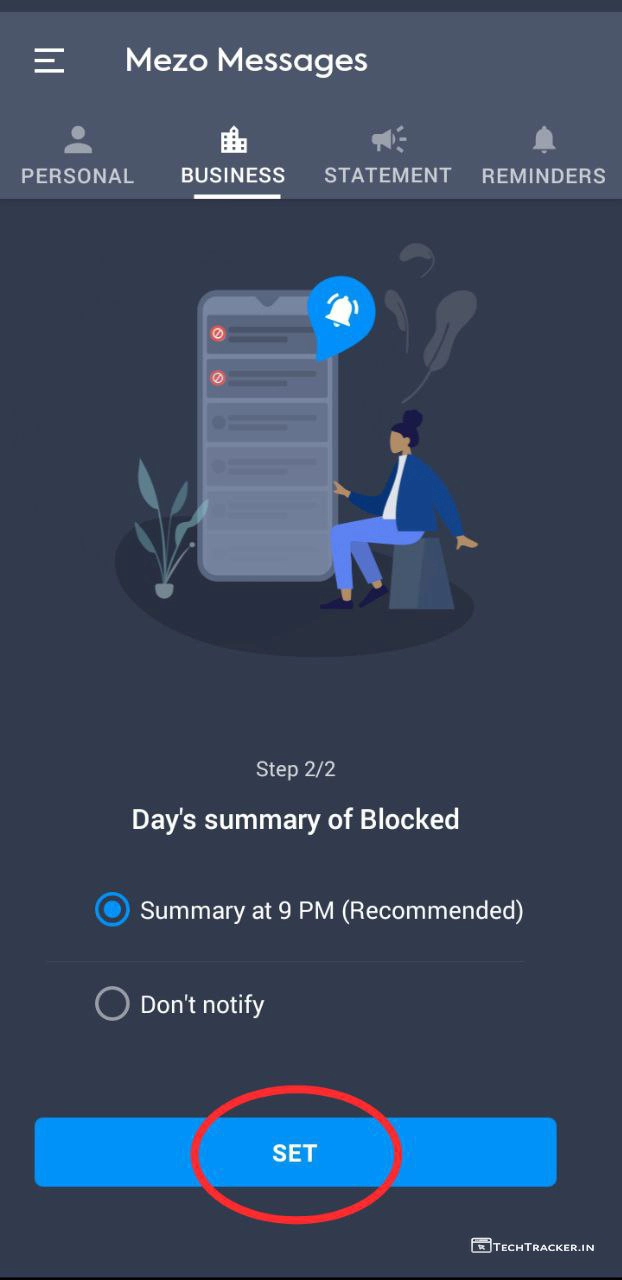 Mezo Messages
PERSONAL
BUSINESS
STATEMENT
REMINDERS
Step 2/2
Day's summary of Blocked
Summary at 9 PM (Recommended)
Don't notify
SET
TECHTRACKER.IN